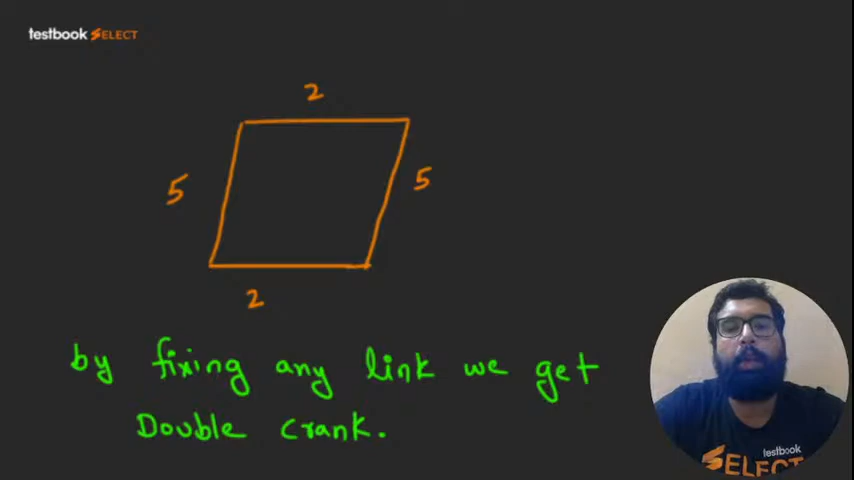 testbook SELECT
2
5
5
2
by fixing any link we get
Double crank.
testbook
SELECT